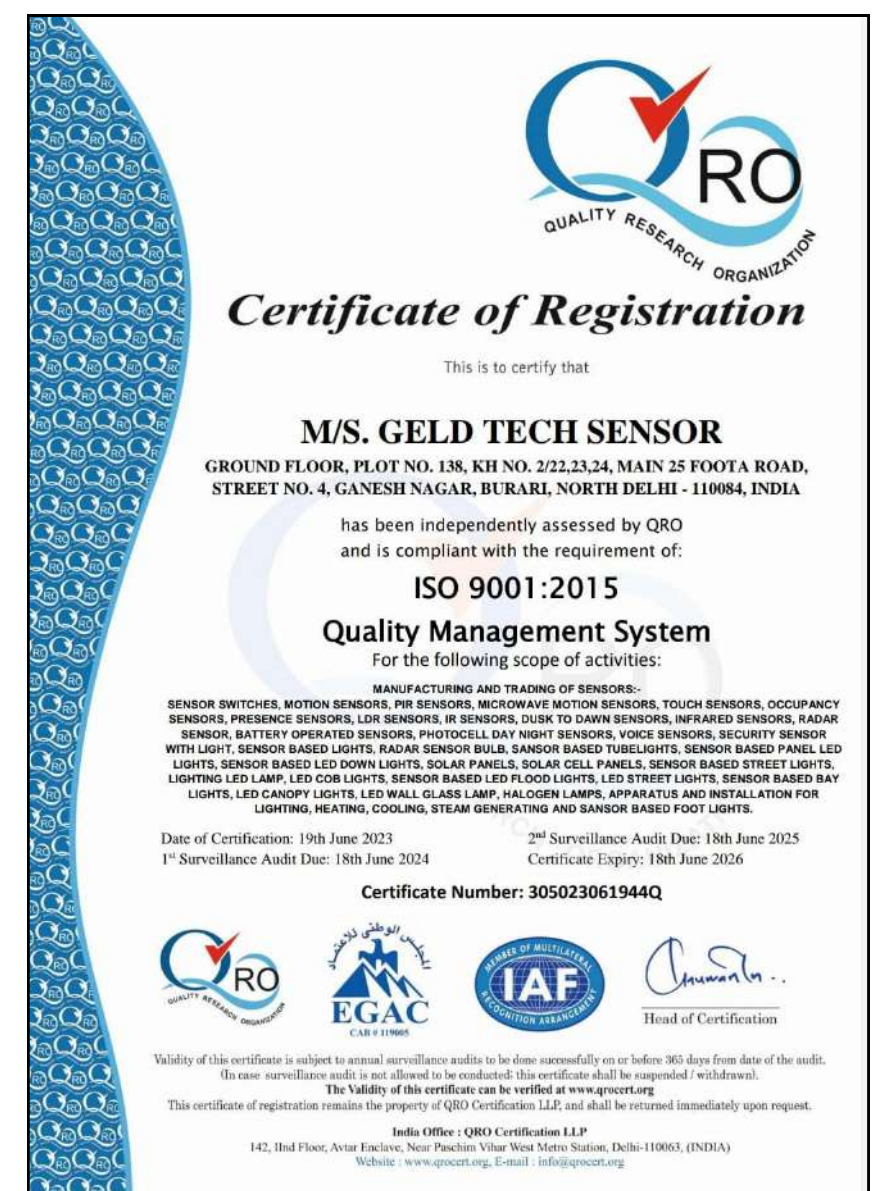 QRO
QUALITY RESEARCH ORGANIZATION
Certificate of Registration
This is to certify that
M/S. GELD TECH SENSOR
GROUND FLOOR, PLOT NO. 138, KH NO. 2/22,23,24, MAIN 25 FOOTA ROAD,
STREET NO. 4, GANESH NAGAR, BURARI, NORTH DELHI - 110084, INDIA
has been independently assessed by QRO
and is compliant with the requirement of:
ISO 9001:2015
Quality Management System
For the following scope of activities:
MANUFACTURING AND TRADING OF SENSORS:-
SENSOR SWITCHES, MOTION SENSORS, PIR SENSORS, MICROWAVE MOTION SENSORS, TOUCH SENSORS, OCCUPANCY
SENSORS, PRESENCE SENSORS, LDR SENSORS, IR SENSORS, DUSK TO DAWN SENSORS, INFRARED SENSORS, RADAR
SENSOR, BATTERY OPERATED SENSORS, PHOTOCELL DAY NIGHT SENSORS, VOICE SENSORS, SECURITY SENSOR
WITH LIGHT, SENSOR BASED LIGHTS, RADAR SENSOR BULB, SANSOR BASED TUBELIGHTS, SENSOR BASED PANEL LED
LIGHTS, SENSOR BASED LED DOWN LIGHTS, SOLAR PANELS, SOLAR CELL PANELS, SENSOR BASED STREET LIGHTS,
LIGHTING LED LAMP, LED COB LIGHTS, SENSOR BASED LED FLOOD LIGHTS, LED STREET LIGHTS, SENSOR BASED BAY
LIGHTS, LED CANOPY LIGHTS, LED WALL GLASS LAMP, HALOGEN LAMPS, APPARATUS AND INSTALLATION FOR
LIGHTING, HEATING, COOLING, STEAM GENERATING AND SANSOR BASED FOOT LIGHTS.
Date of Certification: 19th June 2023
2nd Surveillance Audit Due: 18th June 2025
1st Surveillance Audit Due: 18th June 2024
Certificate Expiry: 18th June 2026
Certificate Number: 305023061944Q
QRO
QUALITY RESEARCH ORGANIZATION
المجلس الوطنى للاعتماد
EGAC
CAB # 119005
MEMBER OF MULTILATERAL
IAF
RECOGNITION ARRANGEMENT
Head of Certification
Validity of this certificate is subject to annual surveillance audits to be done successfully on or before 365 days from date of the audit.
(In case surveillance audit is not allowed to be conducted; this certificate shall be suspended / withdrawn).
The Validity of this certificate can be verified at www.qrocert.org
This certificate of registration remains the property of QRO Certification LLP, and shall be returned immediately upon request.
India Office : QRO Certification LLP
142, IInd Floor, Avtar Enclave, Near Paschim Vihar West Metro Station, Delhi-110063, (INDIA)
Website : www.qrocert.org, E-mail : info@qrocert.org